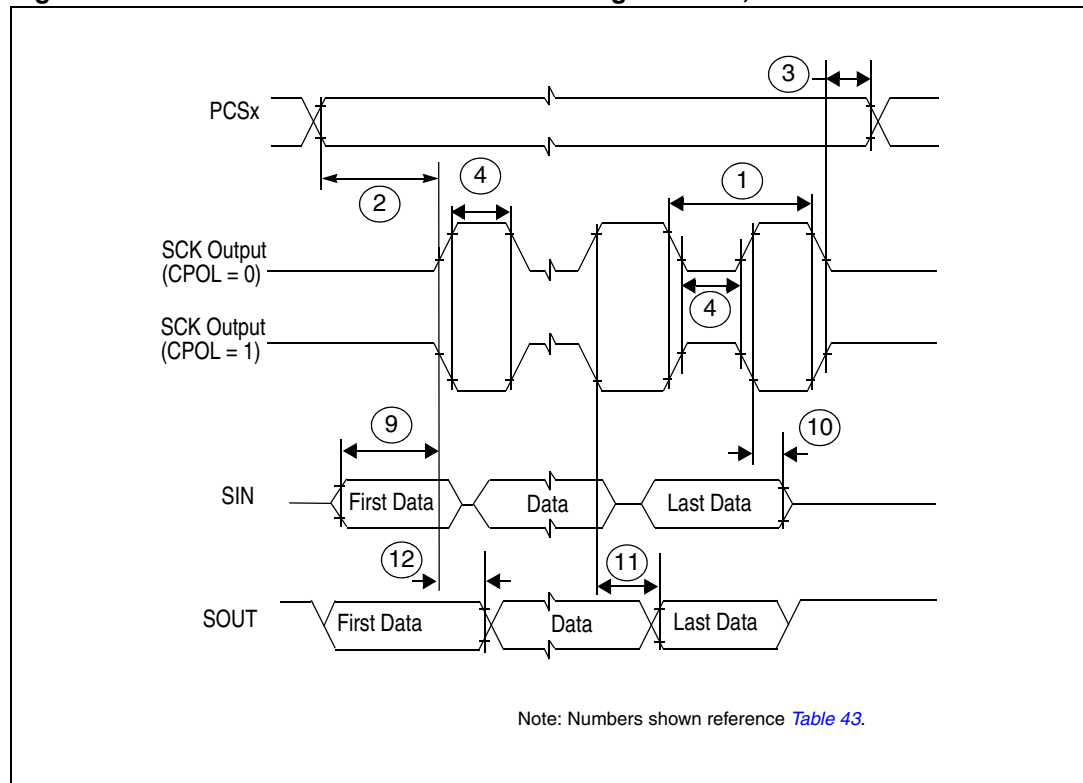 3
PCSx
2
4
1
SCK Output
(CPOL = 0)
4
SCK Output
(CPOL = 1)
9
10
SIN
First Data
Data
Last Data
12
11
SOUT
First Data
Data
Last Data
Note: Numbers shown reference Table 43.